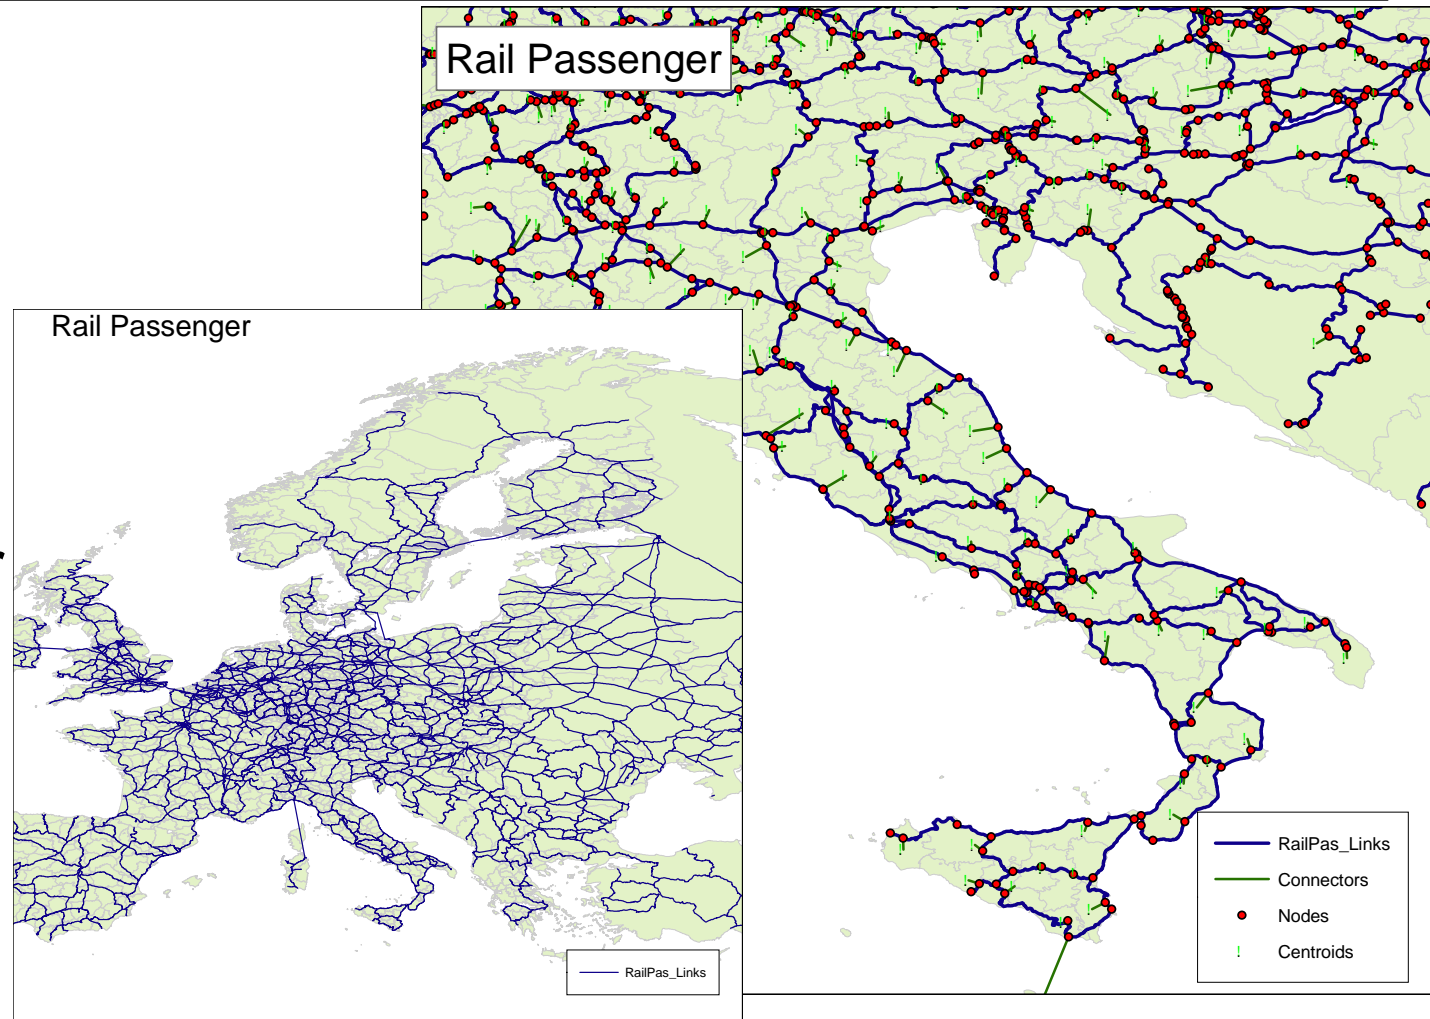 Rail Passenger
Rail Passenger
RailPas_Links
Connectors
Nodes
Centroids
RailPas_Links